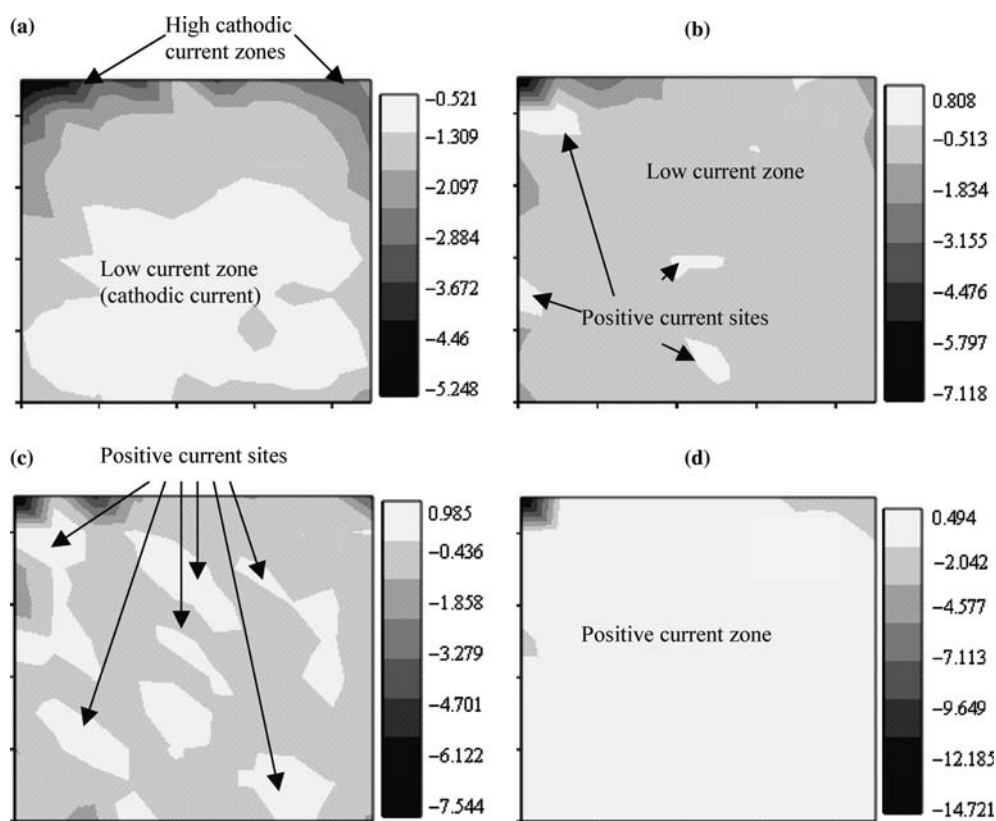 (a)
High cathodic
current zones
-0.521
-1.309
-2.097
-2.884
-3.672
-4.46
-5.248
Low current zone
(cathodic current)
(b)
0.808
-0.513
-1.834
-3.155
-4.476
-5.797
-7.118
Low current zone
Positive current sites
(c)
Positive current sites
0.985
-0.436
-1.858
-3.279
-4.701
-6.122
-7.544
(d)
0.494
-2.042
-4.577
-7.113
-9.649
-12.185
-14.721
Positive current zone